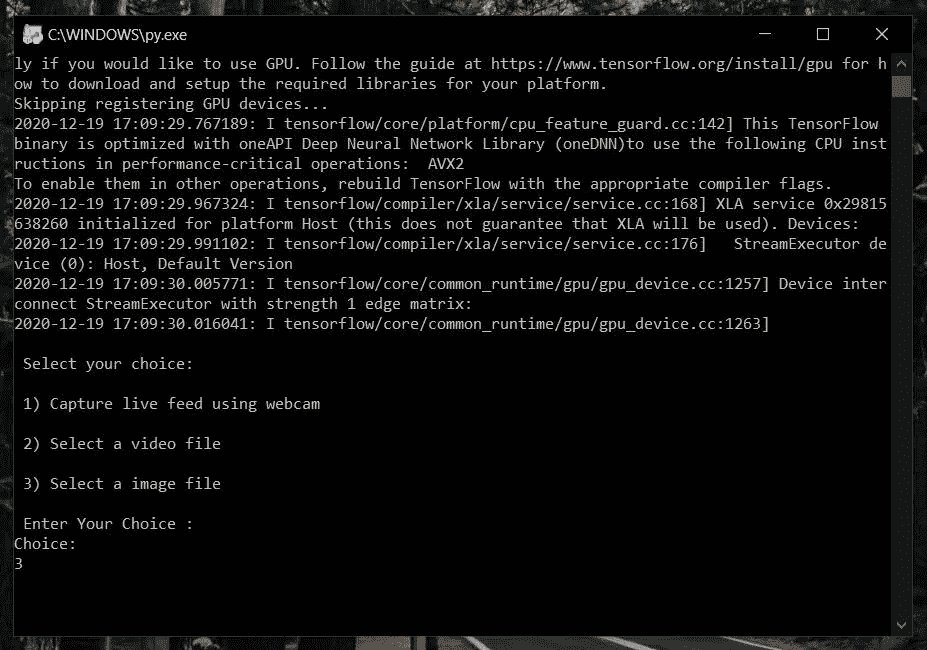 C:\WINDOWS\py.exe
ly if you would like to use GPU. Follow the guide at https://www.tensorflow.org/install/gpu for h
ow to download and setup the required libraries for your platform.
Skipping registering GPU devices...
2020-12-19 17:09:29.767189: I tensorflow/core/platform/cpu_feature_guard.cc:142] This TensorFlow
binary is optimized with oneAPI Deep Neural Network Library (oneDNN)to use the following CPU inst
ructions in performance-critical operations:  AVX2
To enable them in other operations, rebuild TensorFlow with the appropriate compiler flags.
2020-12-19 17:09:29.967324: I tensorflow/compiler/xla/service/service.cc:168] XLA service 0x29815
638260 initialized for platform Host (this does not guarantee that XLA will be used). Devices:
2020-12-19 17:09:29.991102: I tensorflow/compiler/xla/service/service.cc:176]   StreamExecutor de
vice (0): Host, Default Version
2020-12-19 17:09:30.005771: I tensorflow/core/common_runtime/gpu/gpu_device.cc:1257] Device inter
connect StreamExecutor with strength 1 edge matrix:
2020-12-19 17:09:30.016041: I tensorflow/core/common_runtime/gpu/gpu_device.cc:1263]
Select your choice:
1) Capture live feed using webcam
2) Select a video file
3) Select a image file
Enter Your Choice :
Choice:
3